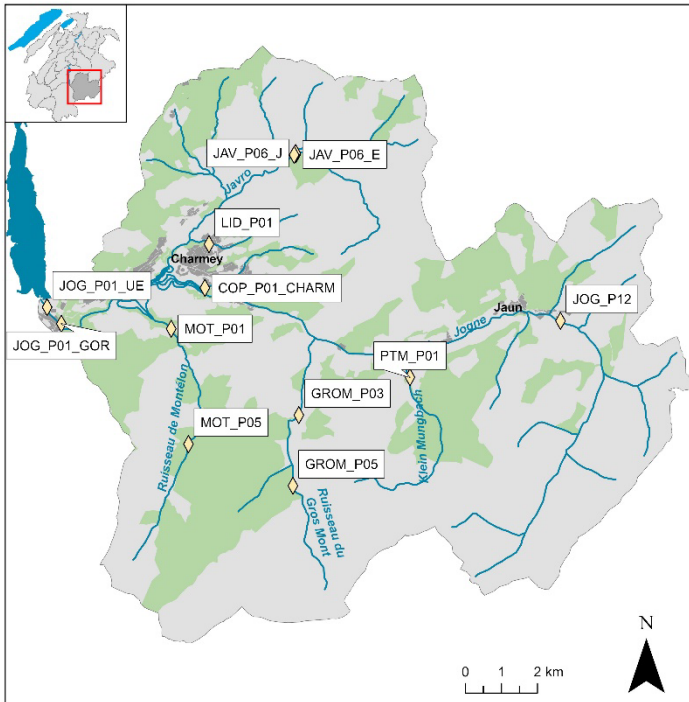 JAV_P06_J
JAV_P06_E
Javro
LID_P01
Charmey
JOG_P01_UE
COP_P01_CHARM
JOG_P01_GOR
MOT_P01
Jaun
JOG_P12
Jogne
PTM_P01
GROM_P03
Klein Mungbach
Ruisseau de Montélon
MOT_P05
GROM_P05
Ruisseau du
Gros Mont
N
0 1 2 km